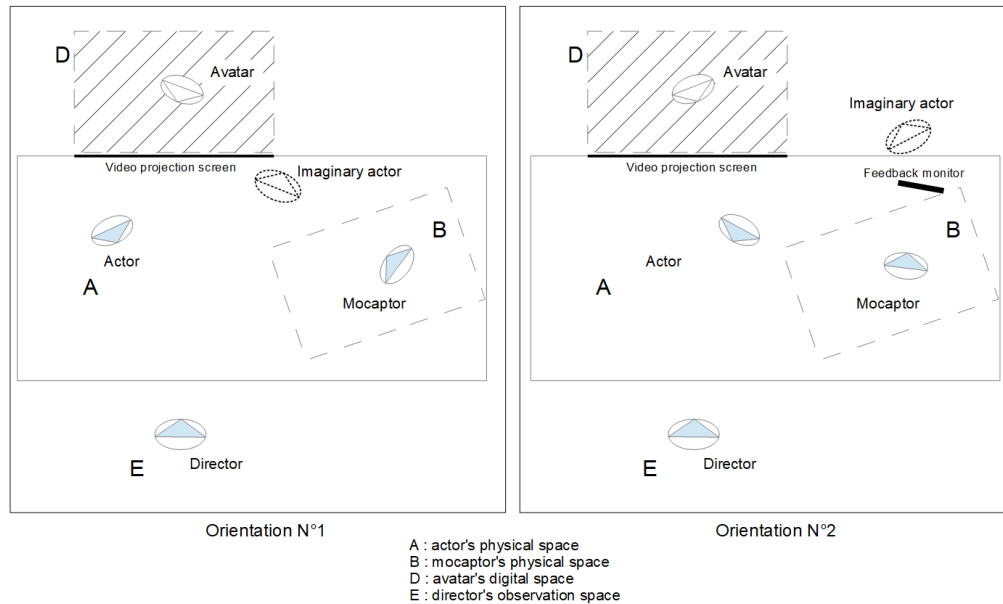 D
Avatar
Video projection screen
Imaginary actor
B
Actor
A
Mocaptor
E
Director
Orientation N°1
D
Avatar
Imaginary actor
Video projection screen
Feedback monitor
B
Actor
A
Mocaptor
E
Director
Orientation N°2
A : actor's physical space
B : mocaptor's physical space
D : avatar's digital space
E : director's observation space